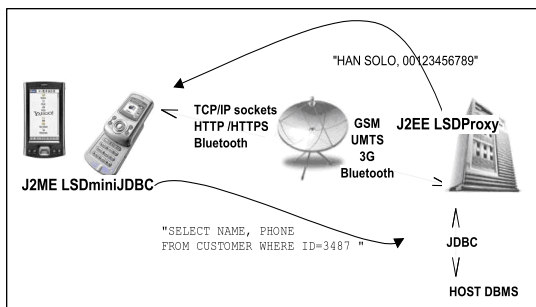 "HAN SOLO, 00123456789"
TCP/IP sockets
HTTP /HTTPS
Bluetooth
GSM
UMTS
3G
Bluetooth
J2EE LSDProxy
YAHOO!
J2ME LSDminiJDBC
"SELECT NAME, PHONE
FROM CUSTOMER WHERE ID=3487 "
JDBC
HOST DBMS